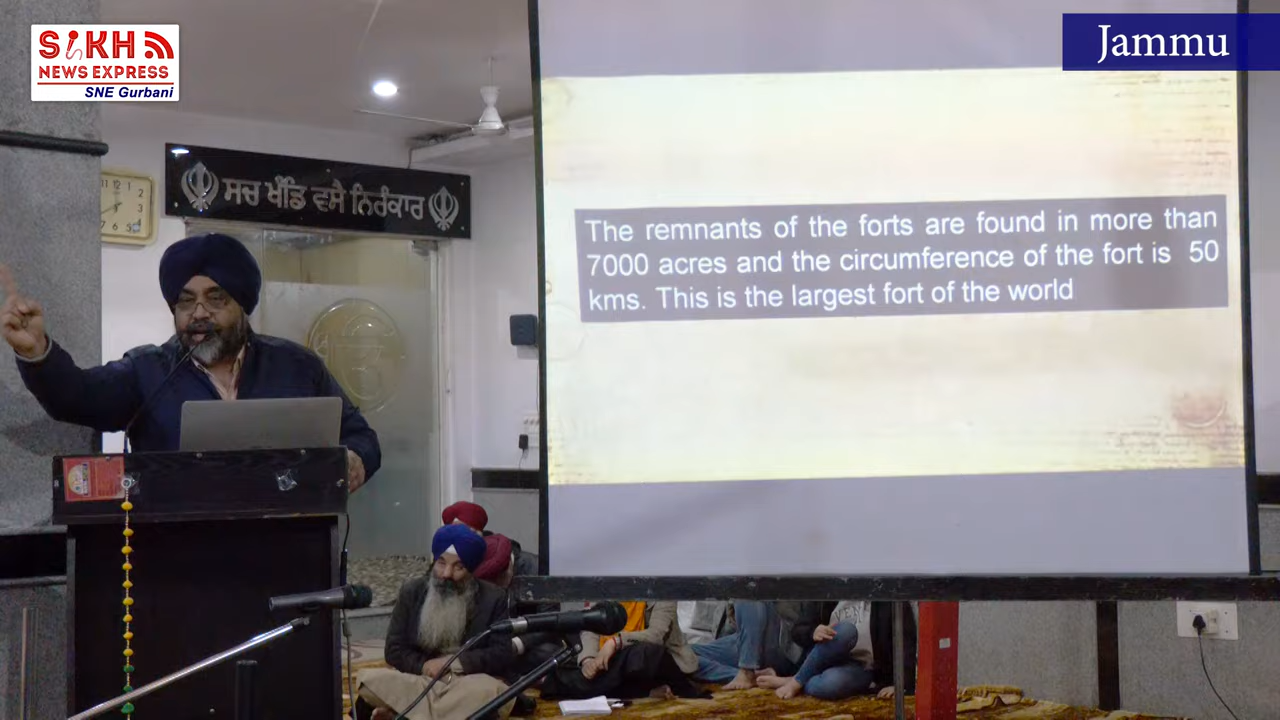 SIKH
NEWS EXPRESS
SNE Gurbani
Jammu
ਸਚ ਖੰਡਿ ਵਸੈ ਨਿਰੰਕਾਰ
The remnants of the forts are found in more than
7000 acres and the circumference of the fort is 50
kms. This is the largest fort of the world